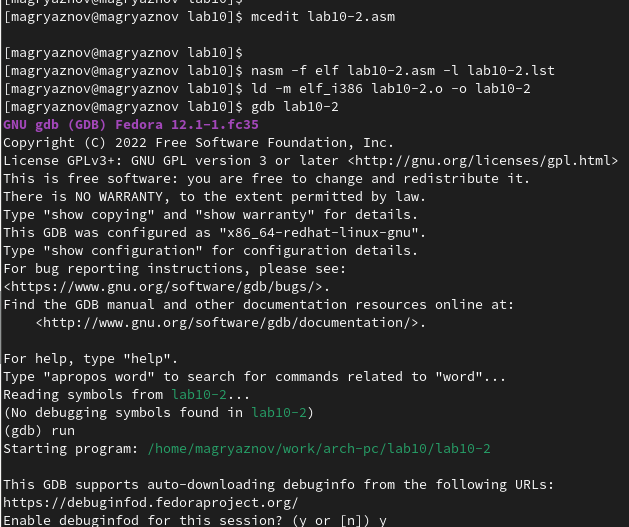 [magryaznov@magryaznov lab10]$
[magryaznov@magryaznov lab10]$ mcedit lab10-2.asm
[magryaznov@magryaznov lab10]$
[magryaznov@magryaznov lab10]$ nasm -f elf lab10-2.asm -l lab10-2.lst
[magryaznov@magryaznov lab10]$ ld -m elf_i386 lab10-2.o -o lab10-2
[magryaznov@magryaznov lab10]$ gdb lab10-2
GNU gdb (GDB) Fedora 12.1-1.fc35
Copyright (C) 2022 Free Software Foundation, Inc.
License GPLv3+: GNU GPL version 3 or later <http://gnu.org/licenses/gpl.html>
This is free software: you are free to change and redistribute it.
There is NO WARRANTY, to the extent permitted by law.
Type "show copying" and "show warranty" for details.
This GDB was configured as "x86_64-redhat-linux-gnu".
Type "show configuration" for configuration details.
For bug reporting instructions, please see:
<https://www.gnu.org/software/gdb/bugs/>.
Find the GDB manual and other documentation resources online at:
    <http://www.gnu.org/software/gdb/documentation/>.
For help, type "help".
Type "apropos word" to search for commands related to "word"...
Reading symbols from lab10-2...
(No debugging symbols found in lab10-2)
(gdb) run
Starting program: /home/magryaznov/work/arch-pc/lab10/lab10-2
This GDB supports auto-downloading debuginfo from the following URLs:
https://debuginfod.fedoraproject.org/
Enable debuginfod for this session? (y or [n]) y